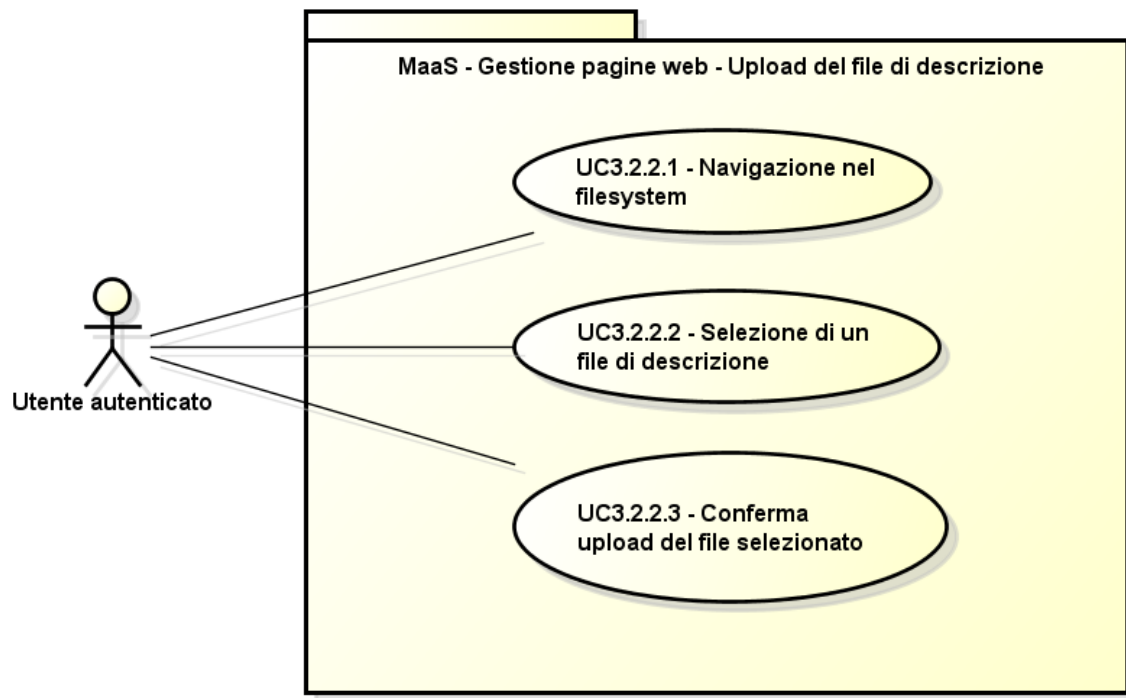 MaaS - Gestione pagine web - Upload del file di descrizione
UC3.2.2.1 - Navigazione nel
filesystem
UC3.2.2.2 - Selezione di un
file di descrizione
Utente autenticato
UC3.2.2.3 - Conferma
upload del file selezionato